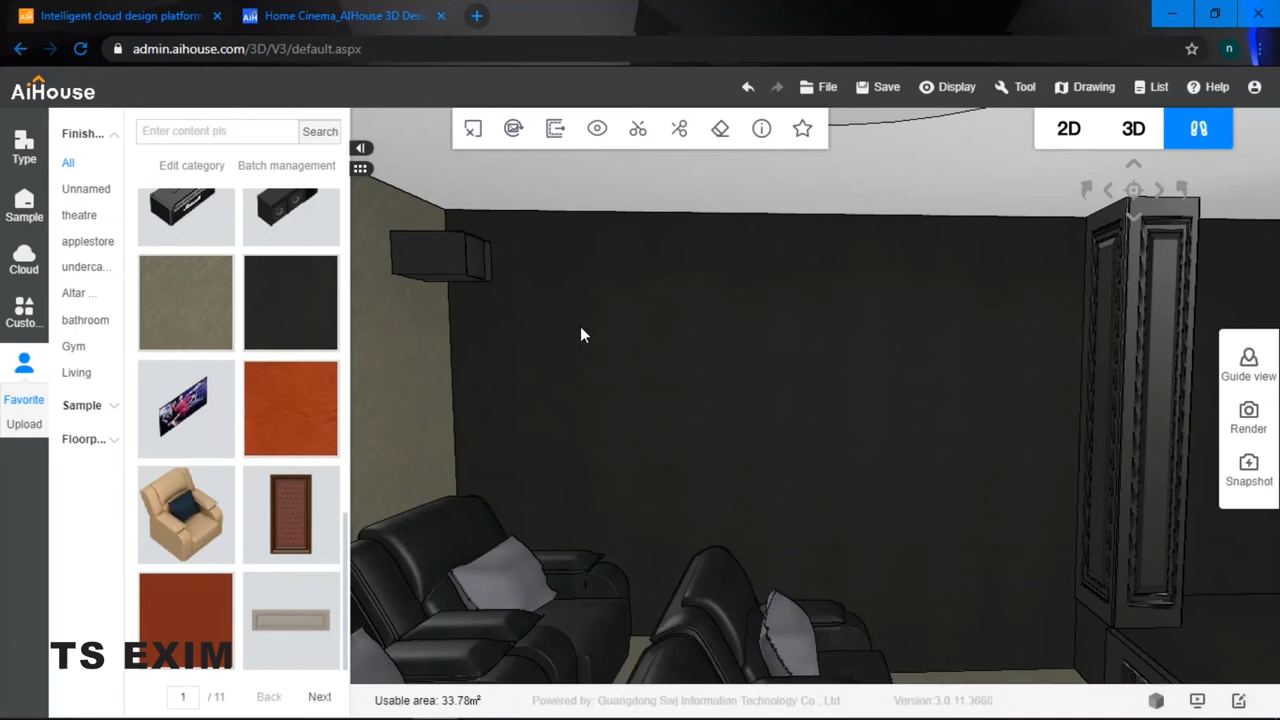 Intelligent cloud design platform
Home Cinema_AIHouse 3D Desi
admin.aihouse.com/3D/V3/default.aspx
n
AiHouse
File
Save
Display
Tool
Drawing
List
Help
Type
Sample
Cloud
Custo...
Favorite
Upload
Finish...
All
Unnamed
theatre
applestore
underca...
Altar ...
bathroom
Gym
Living
Sample
Floorp...
Enter content pls
Search
Edit category
Batch management
2D
3D
Guide view
Render
Snapshot
TS EXIM
1
/ 11
Back
Next
Usable area: 33.78m²
Powered by: Guangdong Swj Information Technology Co., Ltd.
Version:3.0.11.3660